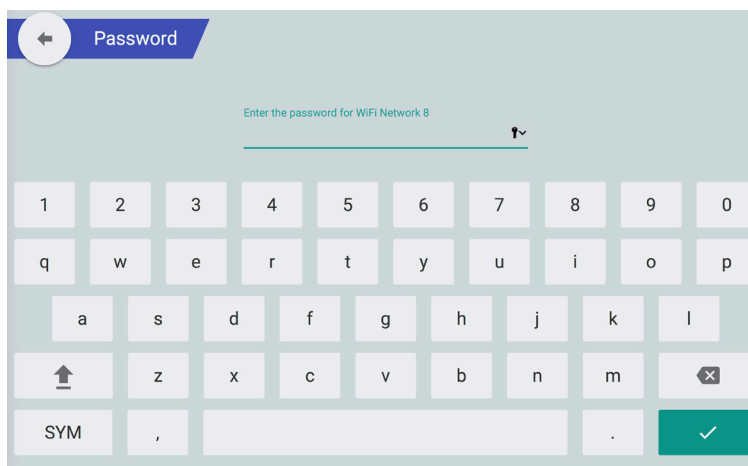 Password
Enter the password for WiFi Network 8
1 2 3 4 5 6 7 8 9 0
q w e r t y u i o p
a s d f g h j k l
z x c v b n m
SYM , .